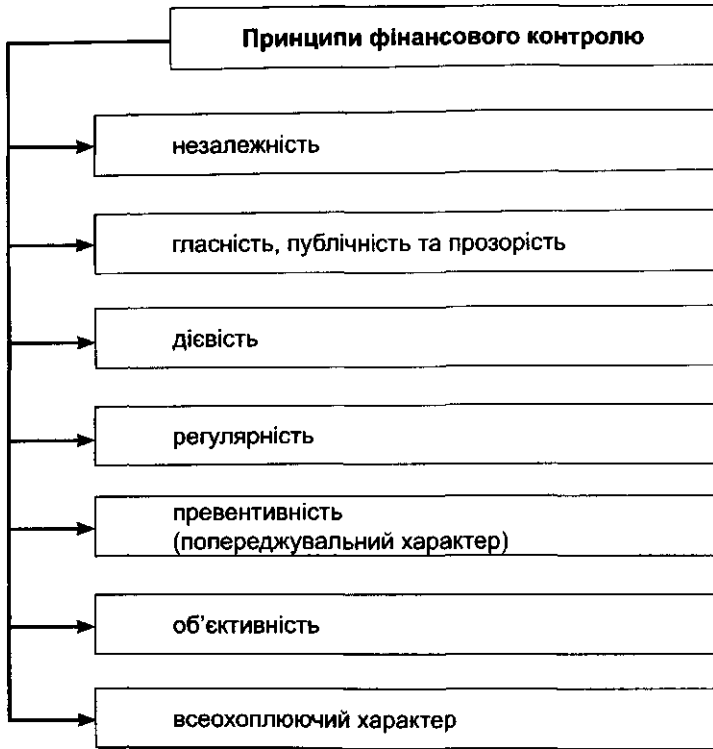 Принципи фінансового контролю
незалежність
гласність, публічність та прозорість
дієвість
регулярність
превентивність
(попереджувальний характер)
об'єктивність
всеохоплюючий характер